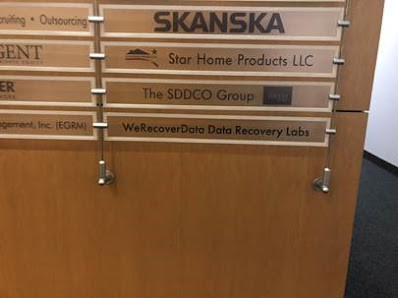 ruiting • Outsourcing
SKANSKA
GENT
Star Home Products LLC
ER
The SDDCO Group
agement, Inc. (EGRM)
WeRecoverData Data Recovery Labs